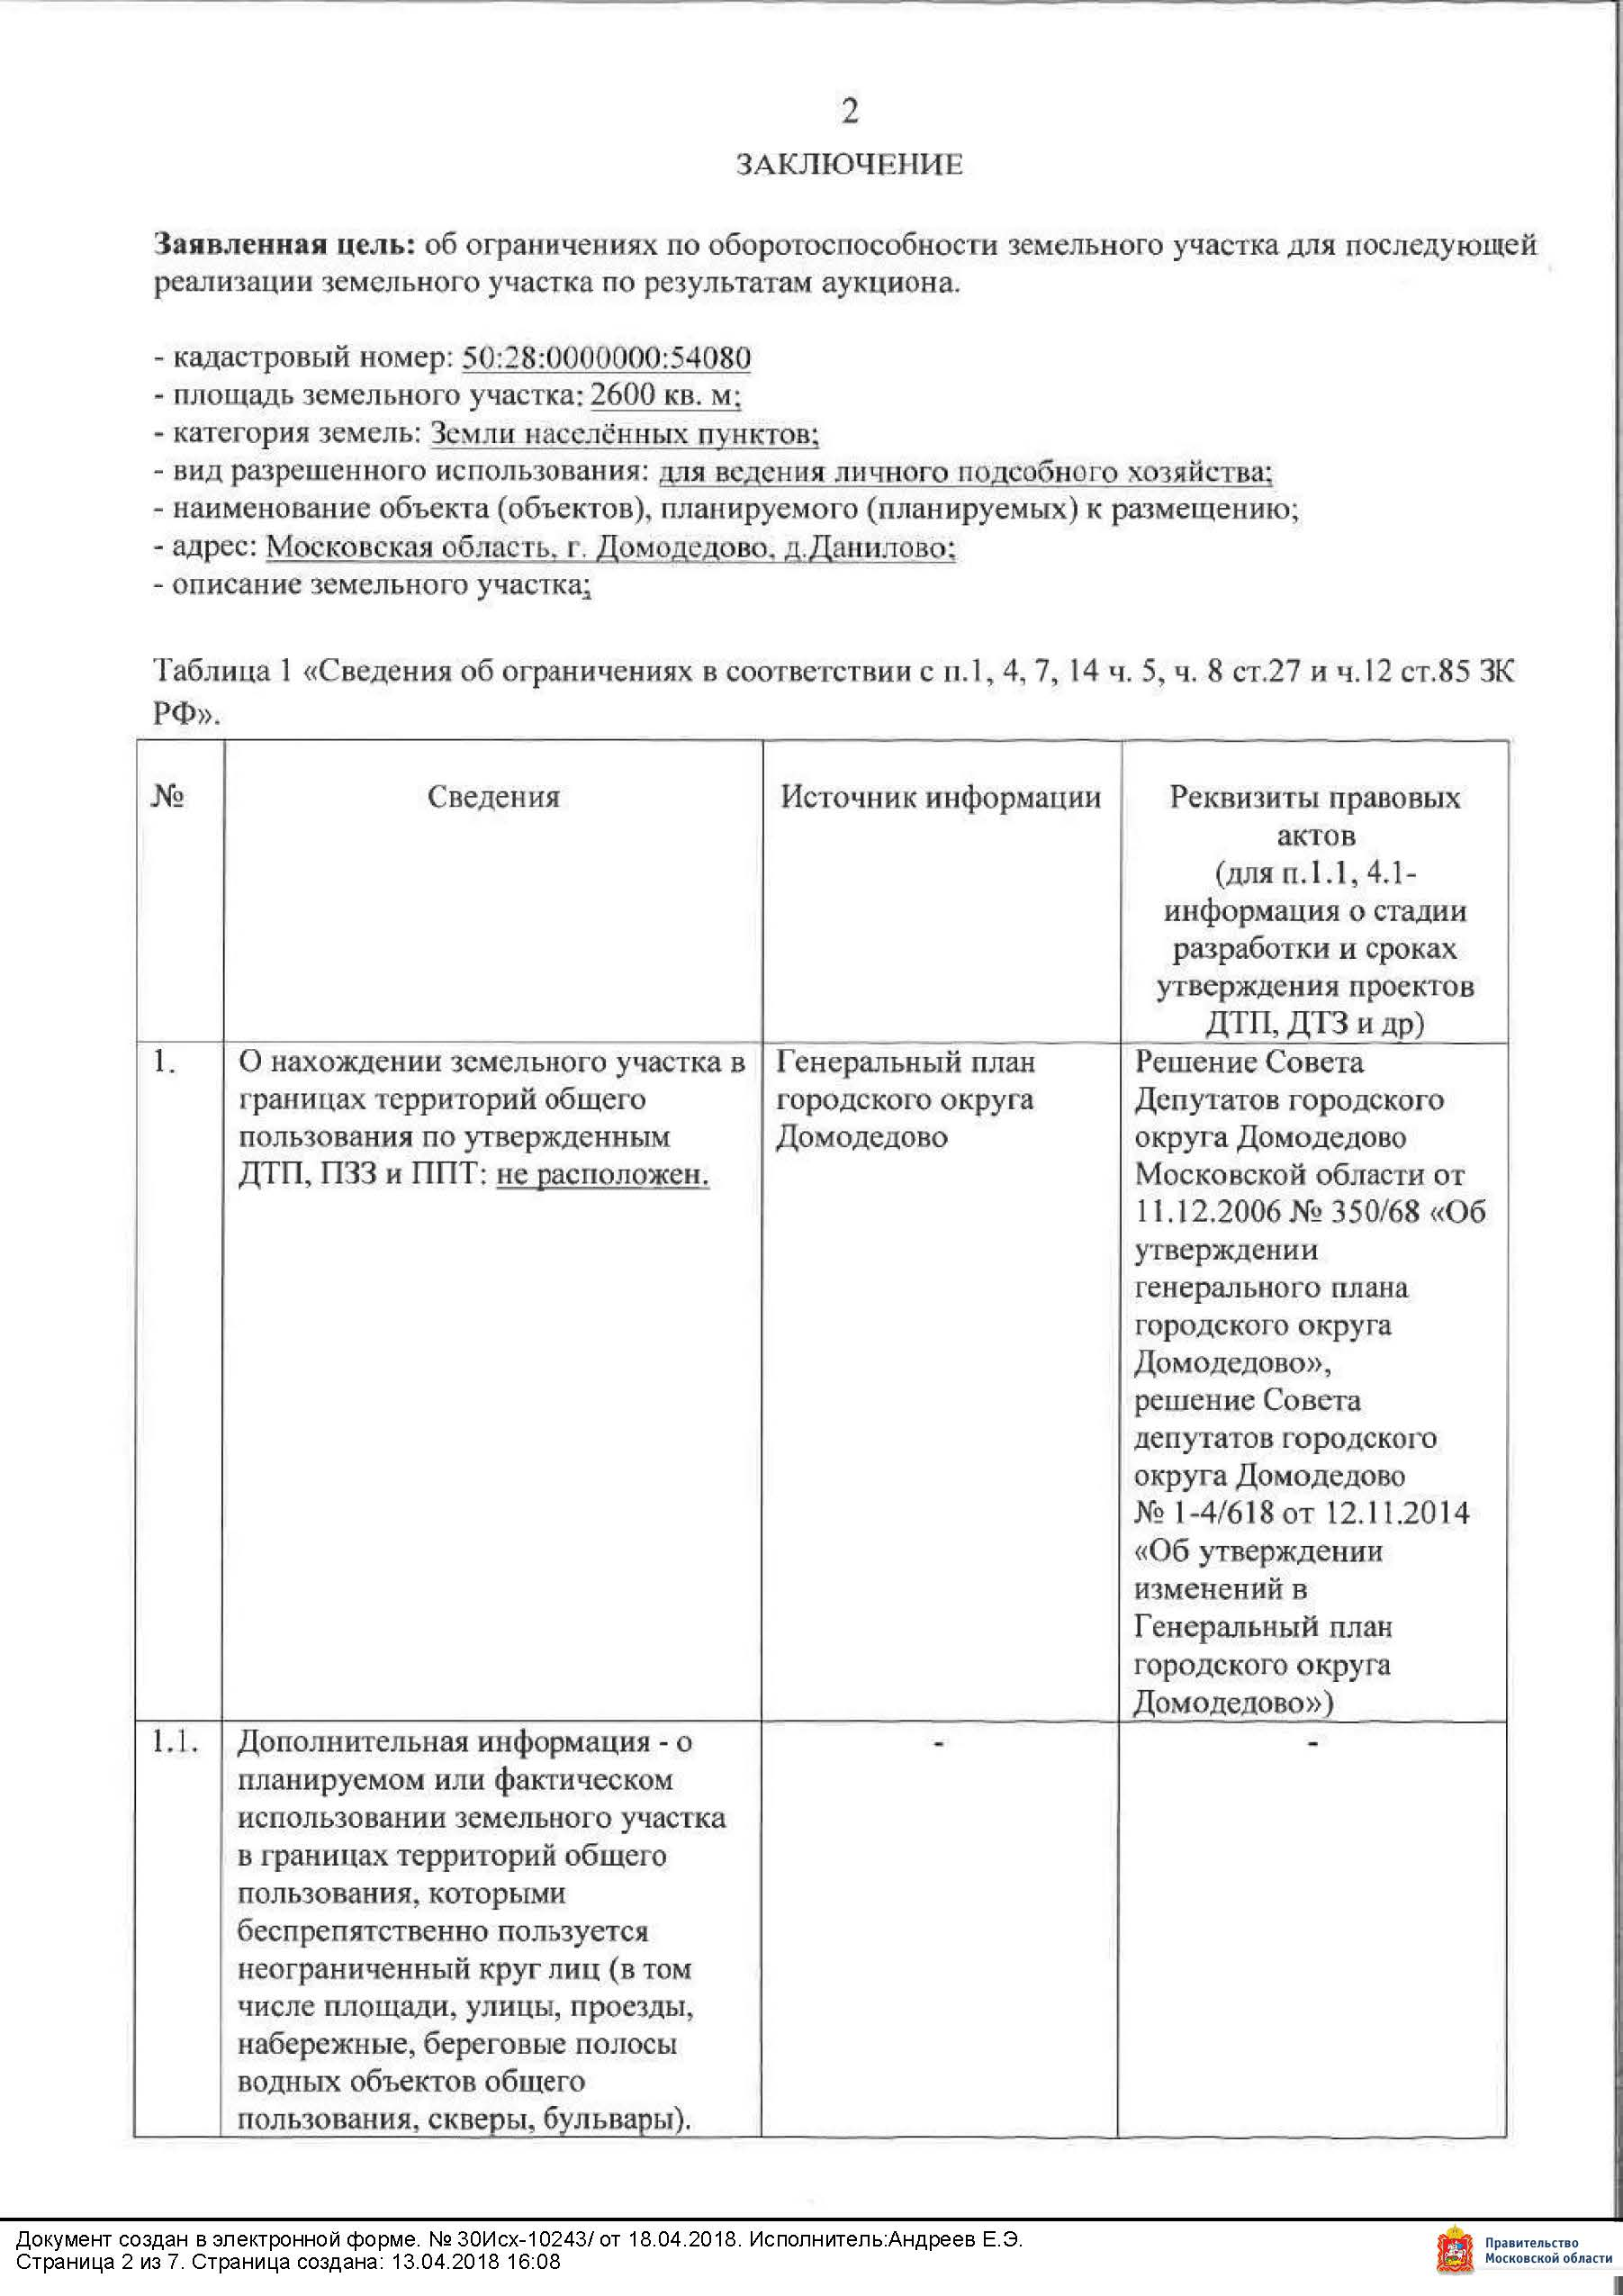 2
ЗАКЛЮЧЕНИЕ
Заявленная цель: об ограничениях по оборотоспособности земельного участка для последующей
реализации земельного участка по результатам аукциона.
- кадастровый номер: 50:28:0000000:54080
- площадь земельного участка: 2600 кв. м;
- категория земель: Земли населённых пунктов;
- вид разрешенного использования: для ведения личного подсобного хозяйства;
- наименование объекта (объектов), планируемого (планируемых) к размещению;
- адрес: Московская область, г. Домодедово, д.Данилово;
- описание земельного участка;
Таблица 1 «Сведения об ограничениях в соответствии с п.1, 4, 7, 14 ч. 5, ч. 8 ст.27 и ч.12 ст.85 ЗК
РФ».
№
Сведения
Источник информации
Реквизиты правовых
актов
(для п.1.1, 4.1-
информация о стадии
разработки и сроках
утверждения проектов
ДТП, ДТЗ и др)
1.
О нахождении земельного участка в
границах территорий общего
пользования по утвержденным
ДТП, ПЗЗ и ППТ: не расположен.
Генеральный план
городского округа
Домодедово
Решение Совета
Депутатов городского
округа Домодедово
Московской области от
11.12.2006 № 350/68 «Об
утверждении
генерального плана
городского округа
Домодедово»,
решение Совета
депутатов городского
округа Домодедово
№ 1-4/618 от 12.11.2014
«Об утверждении
изменений в
Генеральный план
городского округа
Домодедово»)
1.1.
Дополнительная информация - о
планируемом или фактическом
использовании земельного участка
в границах территорий общего
пользования, которыми
беспрепятственно пользуется
неограниченный круг лиц (в том
числе площади, улицы, проезды,
набережные, береговые полосы
водных объектов общего
пользования, скверы, бульвары).
-
-
Документ создан в электронной форме. № 30Исх-10243/ от 18.04.2018. Исполнитель:Андреев Е.Э.
Страница 2 из 7. Страница создана: 13.04.2018 16:08
Правительство
Московской области